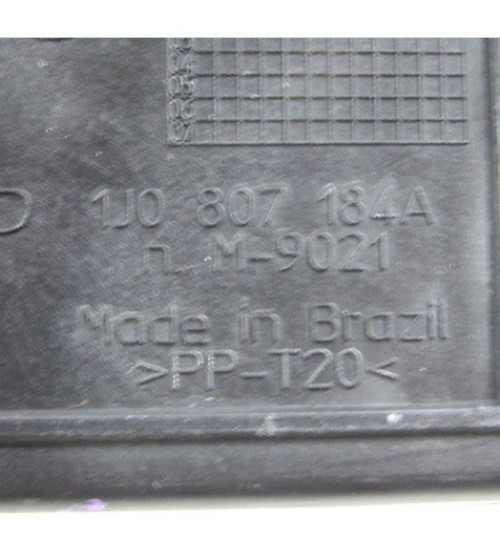 1J0 807 184A
n. M-9021
Made in Brazil
>PP-T20<